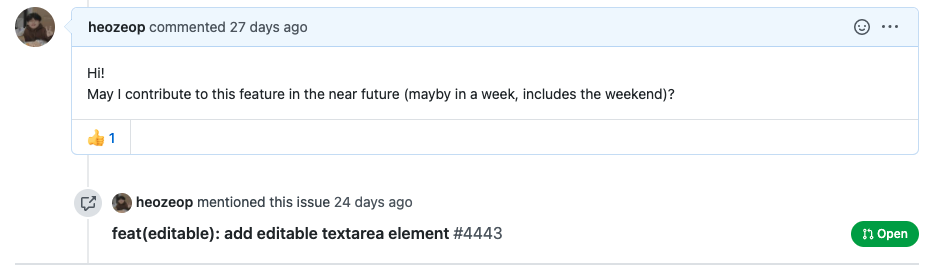 heozeop commented 27 days ago
Hi!
May I contribute to this feature in the near future (mayby in a week, includes the weekend)?
👍 1
heozeop mentioned this issue 24 days ago
feat(editable): add editable textarea element #4443
Open